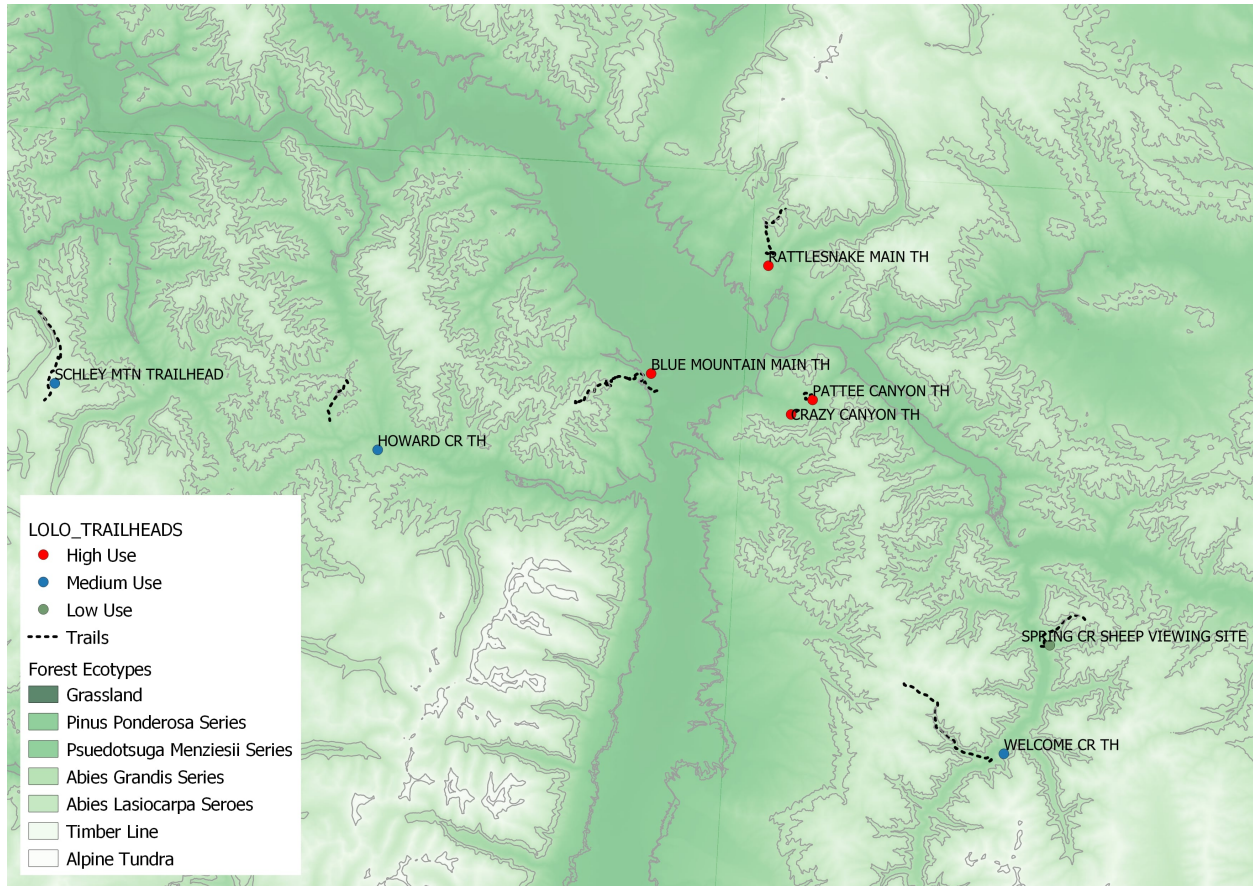 RATTLESNAKE MAIN TH
BLUE MOUNTAIN MAIN TH
SCHLEY MTN TRAILHEAD
PATTEE CANYON TH
CRAZY CANYON TH
HOWARD CR TH
SPRING CR SHEEP VIEWING SITE
WELCOME CR TH
LOLO_TRAILHEADS
High Use
Medium Use
Low Use
Trails
Forest Ecotypes
Grassland
Pinus Ponderosa Series
Psuedotsuga Menziesii Series
Abies Grandis Series
Abies Lasiocarpa Seroes
Timber Line
Alpine Tundra